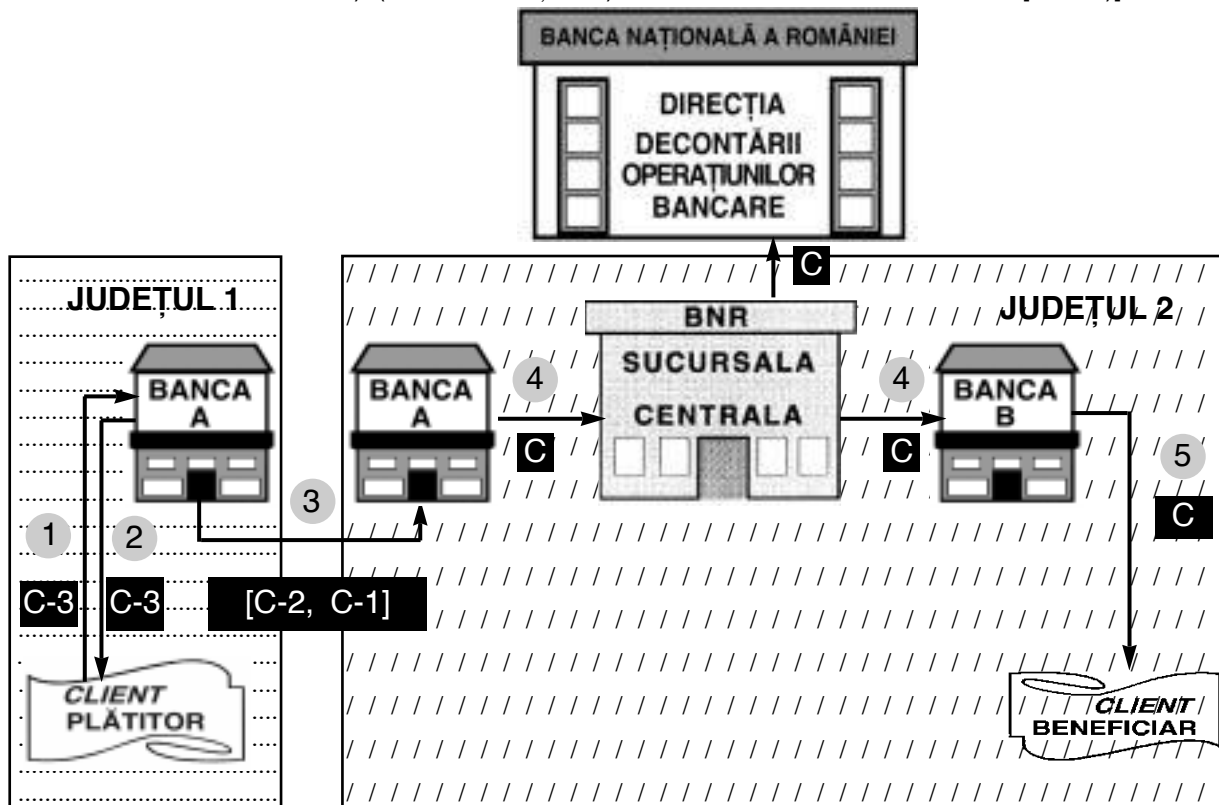 BANCA NAȚIONALĂ A ROMÂNIEI
DIRECȚIA
DECONTĂRII
OPERAȚIUNILOR
BANCARE
C
JUDEȚUL 1
BNR
JUDEȚUL 2
BANCA
A
BANCA
A
4
C
SUCURSALA
CENTRALA
4
C
BANCA
B
5
C
1
2
3
C-3
C-3
[C-2, C-1]
CLIENT
PLĂTITOR
CLIENT
BENEFICIAR